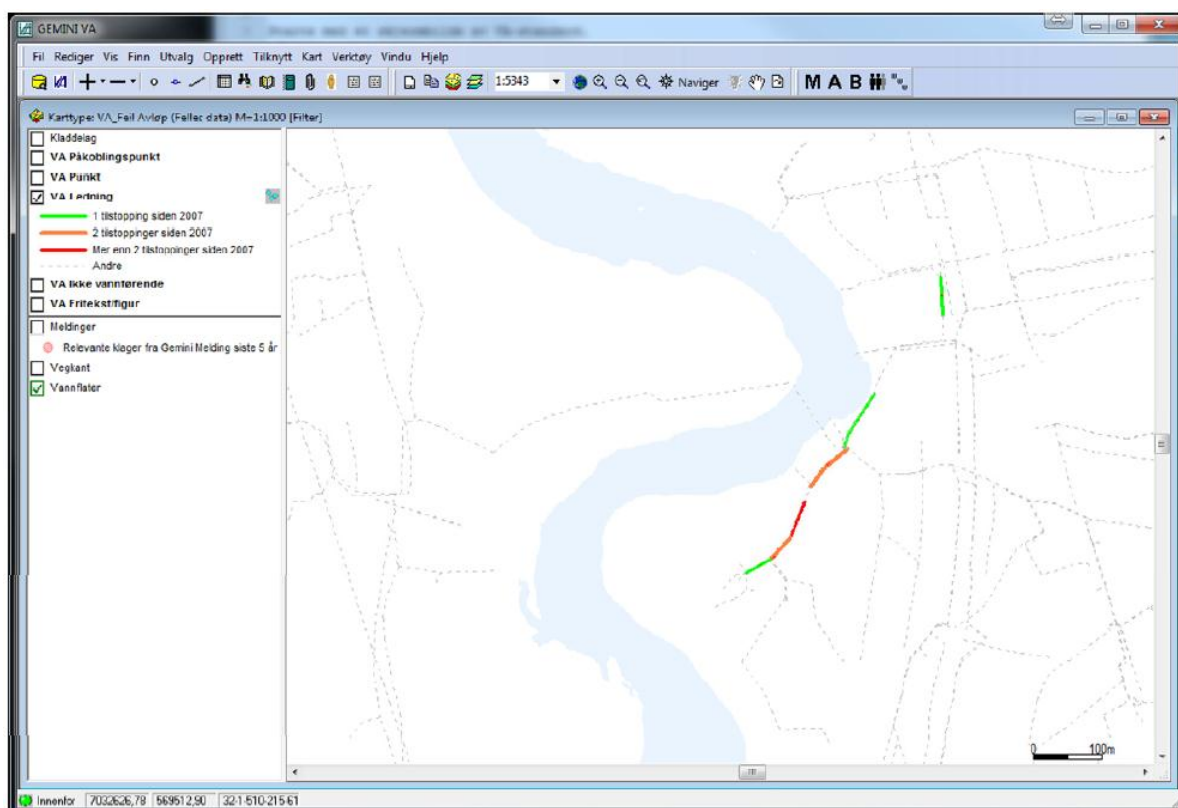 GEMINI VA
Fil Rediger Vis Finn Utvalg Opprett Tilknytt Kart Verktøy Vindu Hjelp
1:5343 Naviger M A B
Karttype: VA_Feil Avløp (Felles data) M=1:1000 [Filter]
Kladdelag
VA Påkoblingspunkt
VA Punkt
VA Ledning
1 tilstopping siden 2007
2 tilstoppinger siden 2007
Mer enn 2 tilstoppinger siden 2007
Andre
VA Ikke vannførende
VA Fritekst/figur
Meldinger
Relevante klager fra Gemini Melding siste 5 år
Vegkant
Vannflater
0 100m
Innenfor 7032626,78 569512,90 32-1-510-215-61